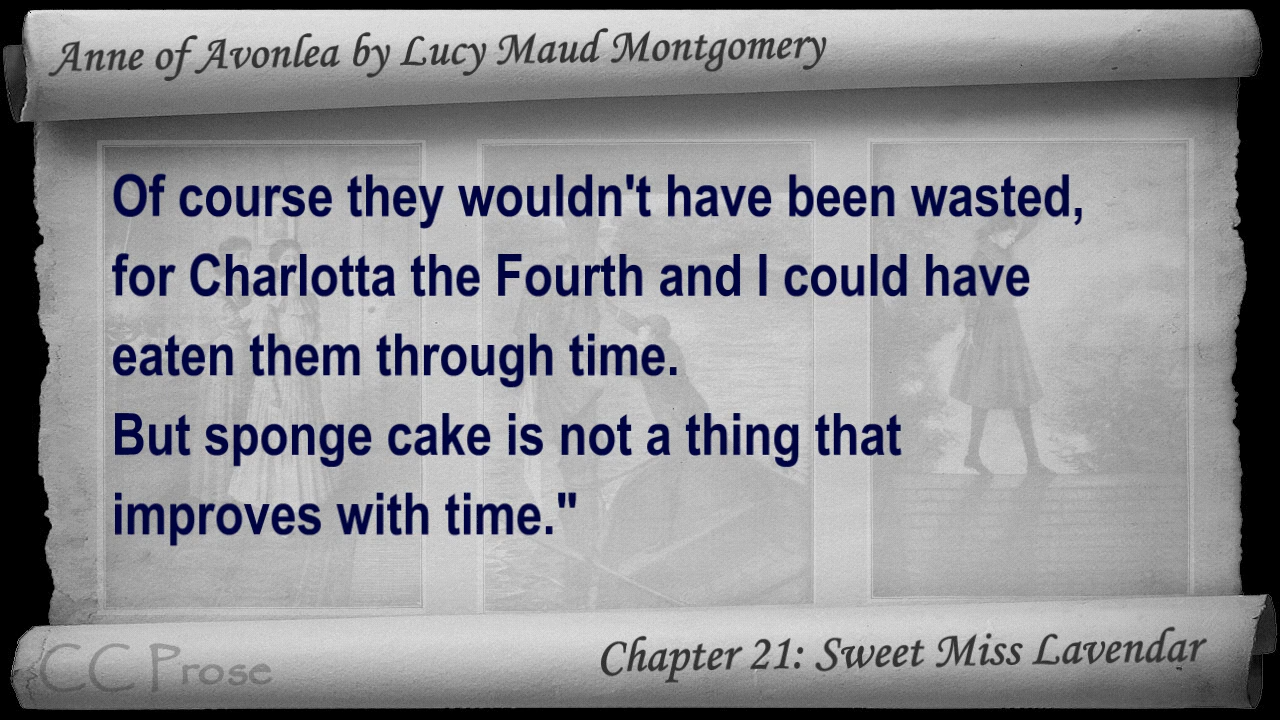 Anne of Avonlea by Lucy Maud Montgomery
Of course they wouldn't have been wasted,
for Charlotta the Fourth and I could have
eaten them through time.
But sponge cake is not a thing that
improves with time."
CC Prose
Chapter 21: Sweet Miss Lavendar